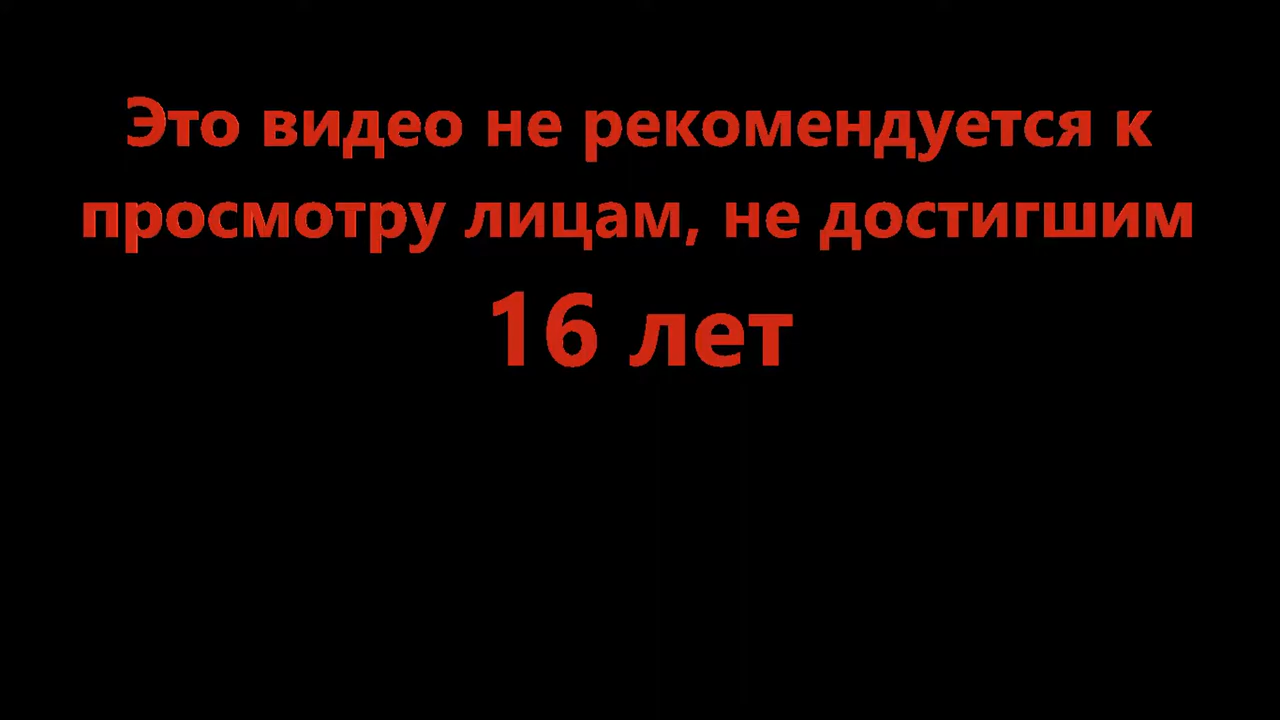 Это видео не рекомендуется к
просмотру лицам, не достигшим
16 лет